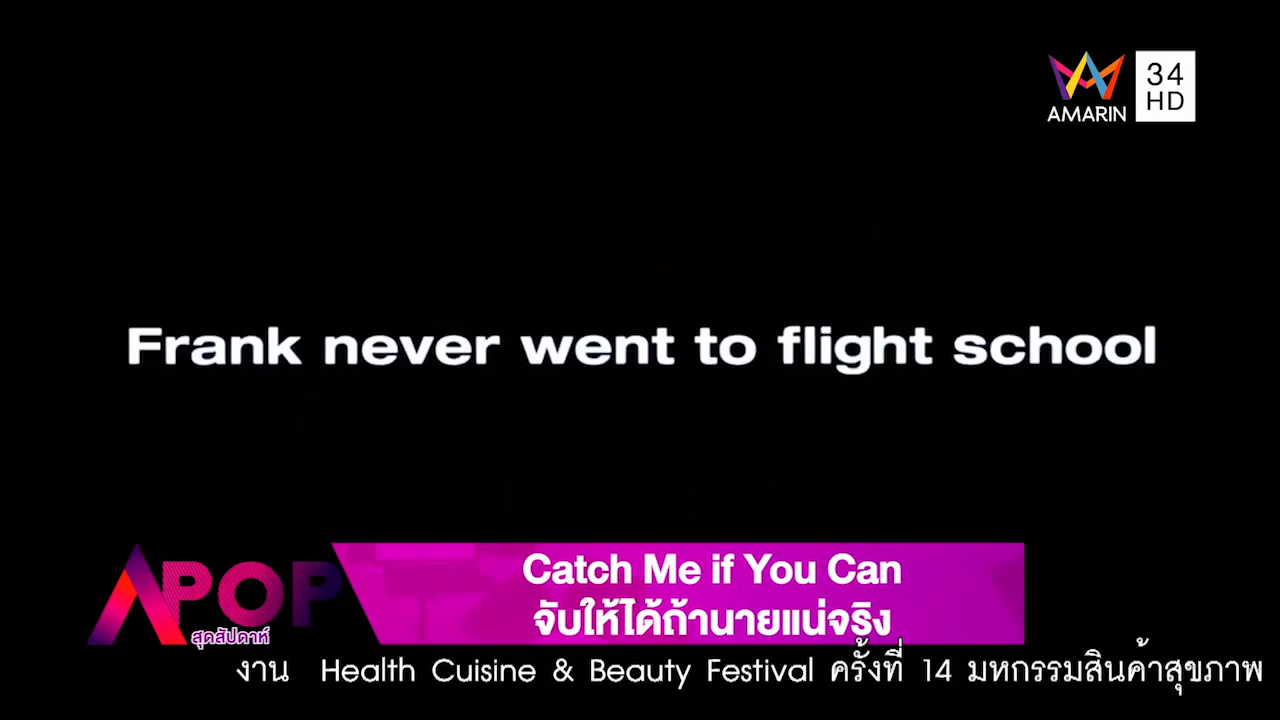 34
HD
AMARIN
Frank never went to flight school
Catch Me if You Can
จับให้ได้ถ้านายแน่จริง
APOP
สุดสัปดาห์
งาน Health Cuisine & Beauty Festival ครั้งที่ 14 มหกรรมสินค้าสุขภาพ